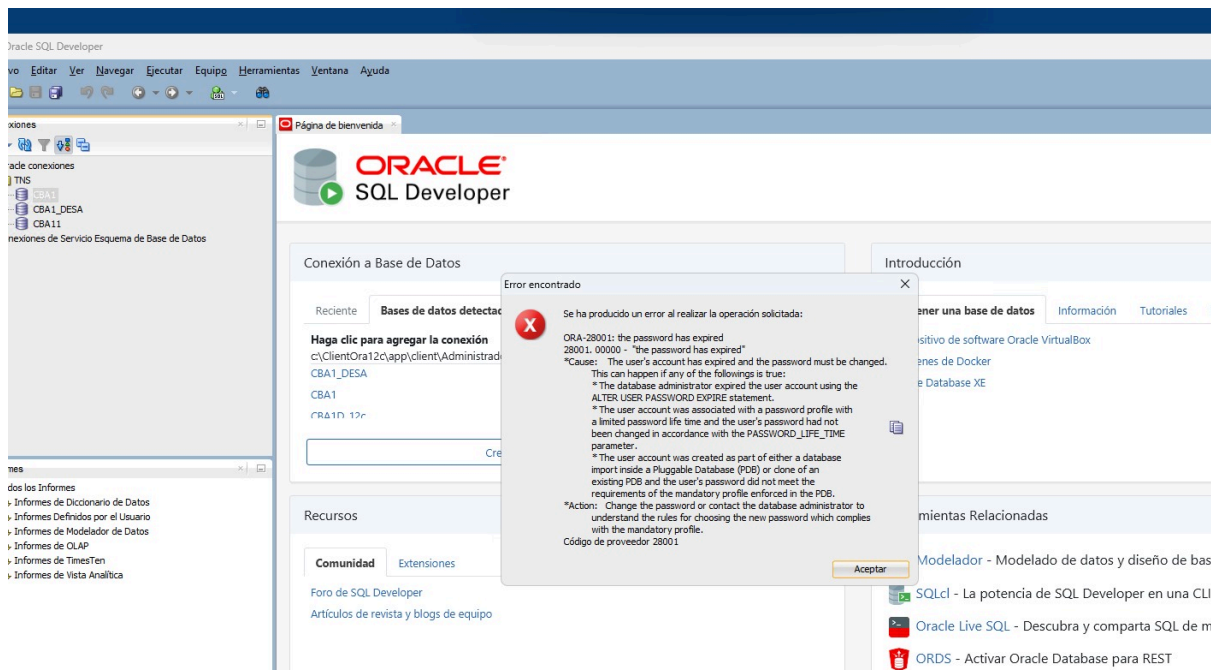 Oracle SQL Developer
vo Editar Ver Navegar Ejecutar Equipo Herramientas Ventana Ayuda
xiones
racle conexiones
TNS
CBA1
CBA1_DESA
CBA11
nexiones de Servicio Esquema de Base de Datos
Página de bienvenida
ORACLE
SQL Developer
Conexión a Base de Datos
Reciente Bases de datos detectad
Haga clic para agregar la conexión
c:\ClientOra12c\app\client\Administrado
CBA1_DESA
CBA1
CBA1D_12c
Cre
Introducción
ener una base de datos Información Tutoriales
ositivo de software Oracle VirtualBox
enes de Docker
e Database XE
Error encontrado
Se ha producido un error al realizar la operación solicitada:
ORA-28001: the password has expired
28001. 00000 - "the password has expired"
*Cause: The user's account has expired and the password must be changed.
This can happen if any of the followings is true:
* The database administrator expired the user account using the
ALTER USER PASSWORD EXPIRE statement.
* The user account was associated with a password profile with
a limited password life time and the user's password had not
been changed in accordance with the PASSWORD_LIFE_TIME
parameter.
* The user account was created as part of either a database
import inside a Pluggable Database (PDB) or clone of an
existing PDB and the user's password did not meet the
requirements of the mandatory profile enforced in the PDB.
*Action: Change the password or contact the database administrator to
understand the rules for choosing the new password which complies
with the mandatory profile.
Código de proveedor 28001
Aceptar
mes
dos los Informes
Informes de Diccionario de Datos
Informes Definidos por el Usuario
Informes de Modelador de Datos
Informes de OLAP
Informes de TimesTen
Informes de Vista Analítica
Recursos
Comunidad Extensiones
Foro de SQL Developer
Artículos de revista y blogs de equipo
mientas Relacionadas
Modelador - Modelado de datos y diseño de bas
SQLcl - La potencia de SQL Developer en una CLI
Oracle Live SQL - Descubra y comparta SQL de m
ORDS - Activar Oracle Database para REST